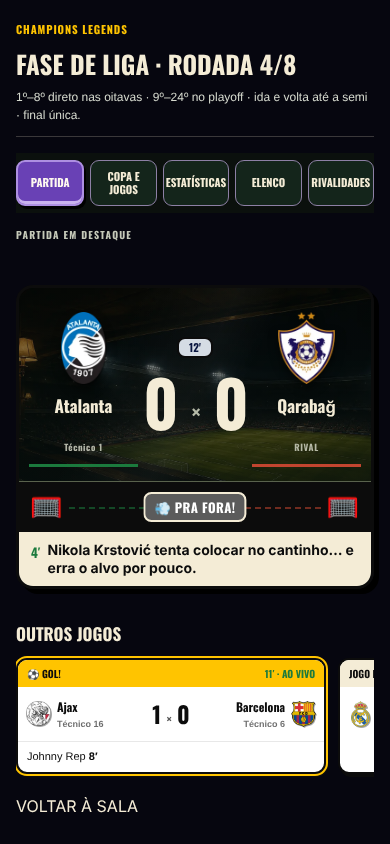 CHAMPIONS LEGENDS
FASE DE LIGA · RODADA 4/8
1º–8º direto nas oitavas · 9º–24º no playoff · ida e volta até a semi
· final única.
PARTIDA
COPA E
JOGOS
ESTATÍSTICAS
ELENCO
RIVALIDADES
PARTIDA EM DESTAQUE
ATALANTA
1907
12'
0 × 0
Atalanta
Qarabağ
Técnico 1
RIVAL
💨 PRA FORA!
4' Nikola Krstović tenta colocar no cantinho... e
erra o alvo por pouco.
OUTROS JOGOS
⚽ GOL!
11' · AO VIVO
JOGO
Ajax
Técnico 16
1 × 0
Barcelona
Técnico 6
Johnny Rep 8'
VOLTAR À SALA